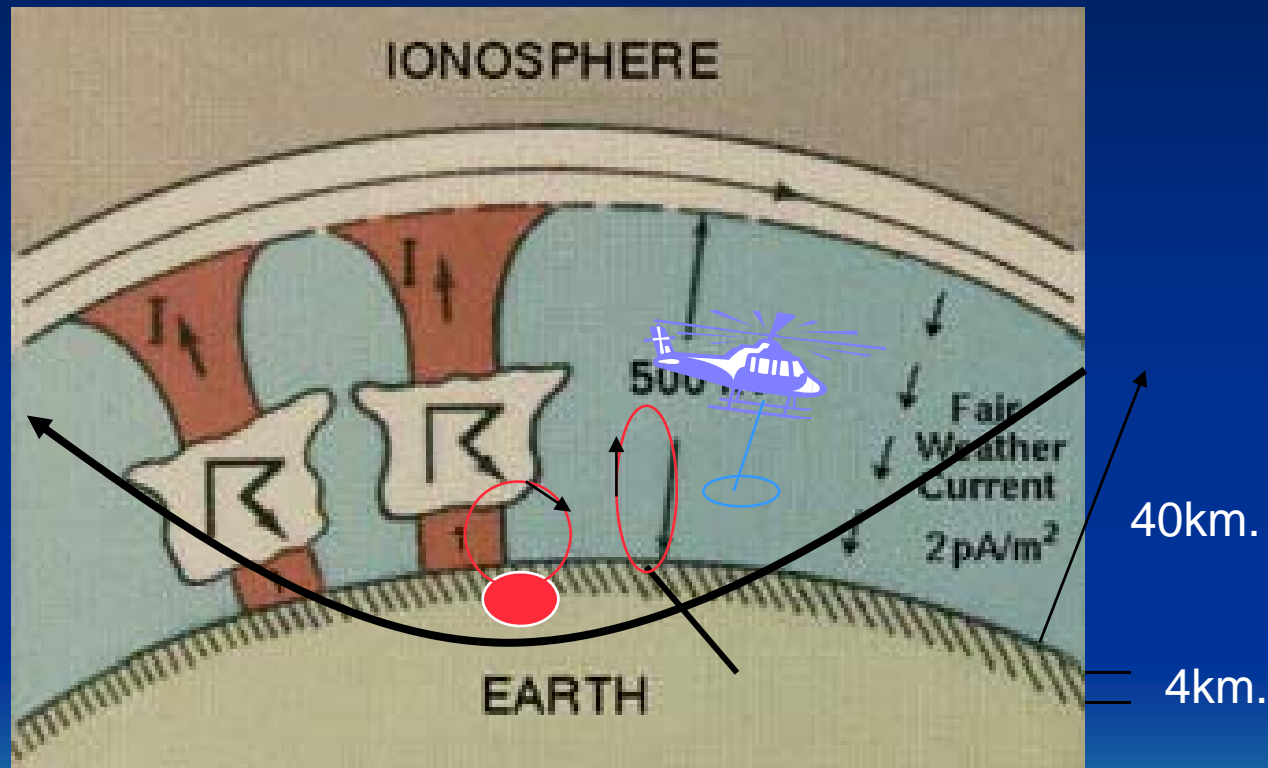 IONOSPHERE
I
I
500
Fair
Weather
Current
2pA/m²
40km.
4km.
EARTH